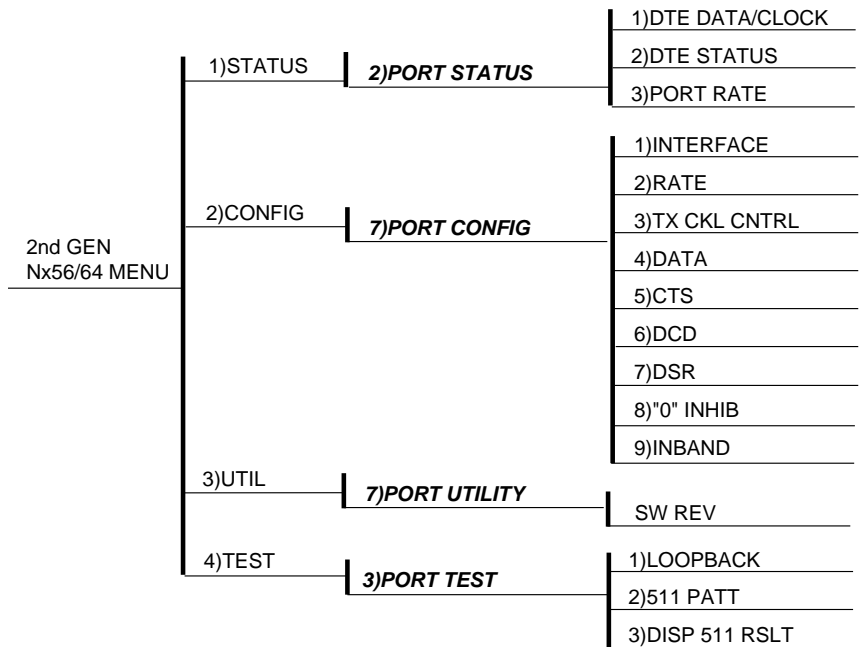 2nd GEN
Nx56/64 MENU
1)STATUS
2)PORT STATUS
1)DTE DATA/CLOCK
2)DTE STATUS
3)PORT RATE
2)CONFIG
7)PORT CONFIG
1)INTERFACE
2)RATE
3)TX CKL CNTRL
4)DATA
5)CTS
6)DCD
7)DSR
8)"0" INHIB
9)INBAND
3)UTIL
7)PORT UTILITY
SW REV
4)TEST
3)PORT TEST
1)LOOPBACK
2)511 PATT
3)DISP 511 RSLT